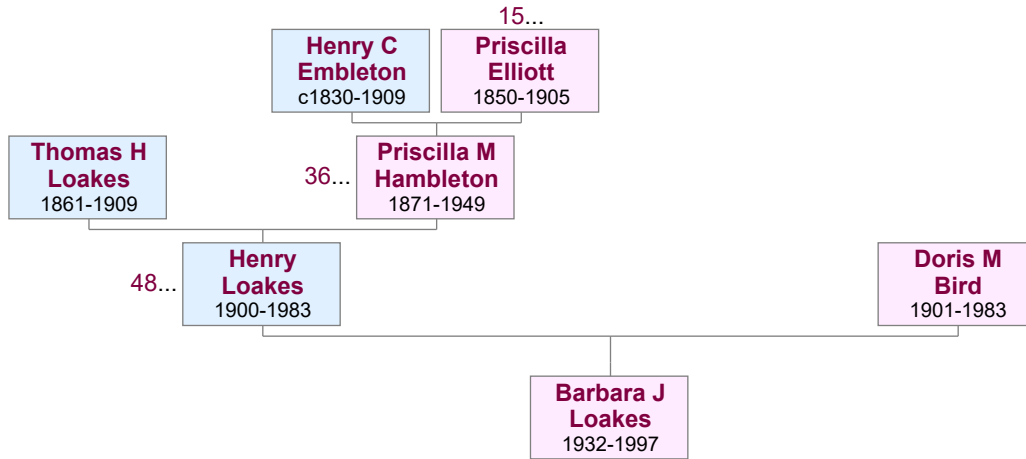 15...
Henry C
Embleton
c1830-1909
Priscilla
Elliott
1850-1905
Thomas H
Loakes
1861-1909
36...
Priscilla M
Hambleton
1871-1949
48...
Henry
Loakes
1900-1983
Doris M
Bird
1901-1983
Barbara J
Loakes
1932-1997